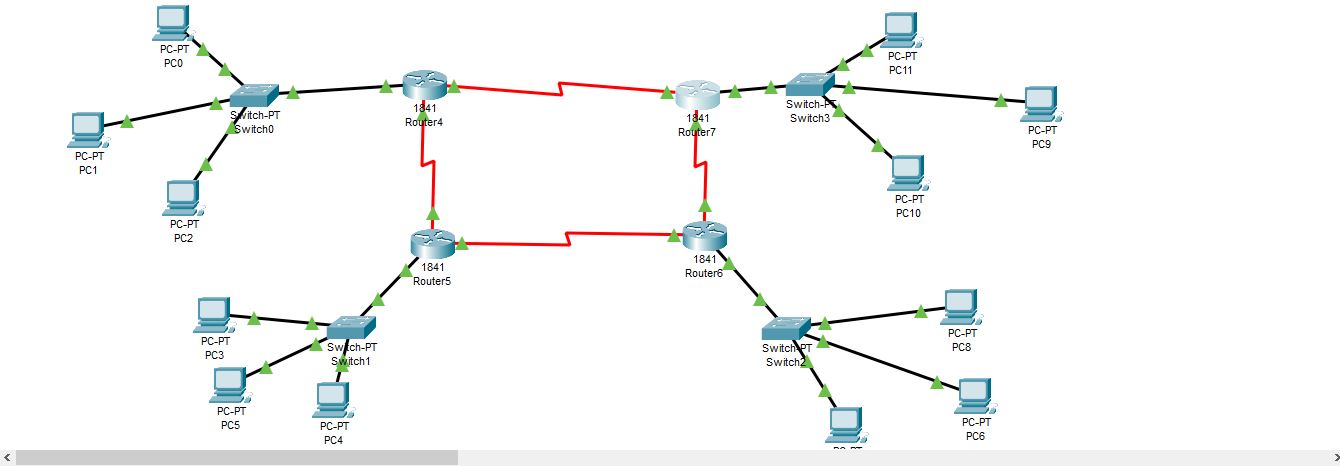 PC-PT
PC0
PC-PT
PC1
PC-PT
PC2
Switch-PT
Switch0
1841
Router4
1841
Router7
Switch-PT
Switch3
PC-PT
PC11
PC-PT
PC9
PC-PT
PC10
1841
Router5
1841
Router6
PC-PT
PC3
Switch-PT
Switch1
PC-PT
PC5
PC-PT
PC4
Switch-PT
Switch2
PC-PT
PC8
PC-PT
PC6